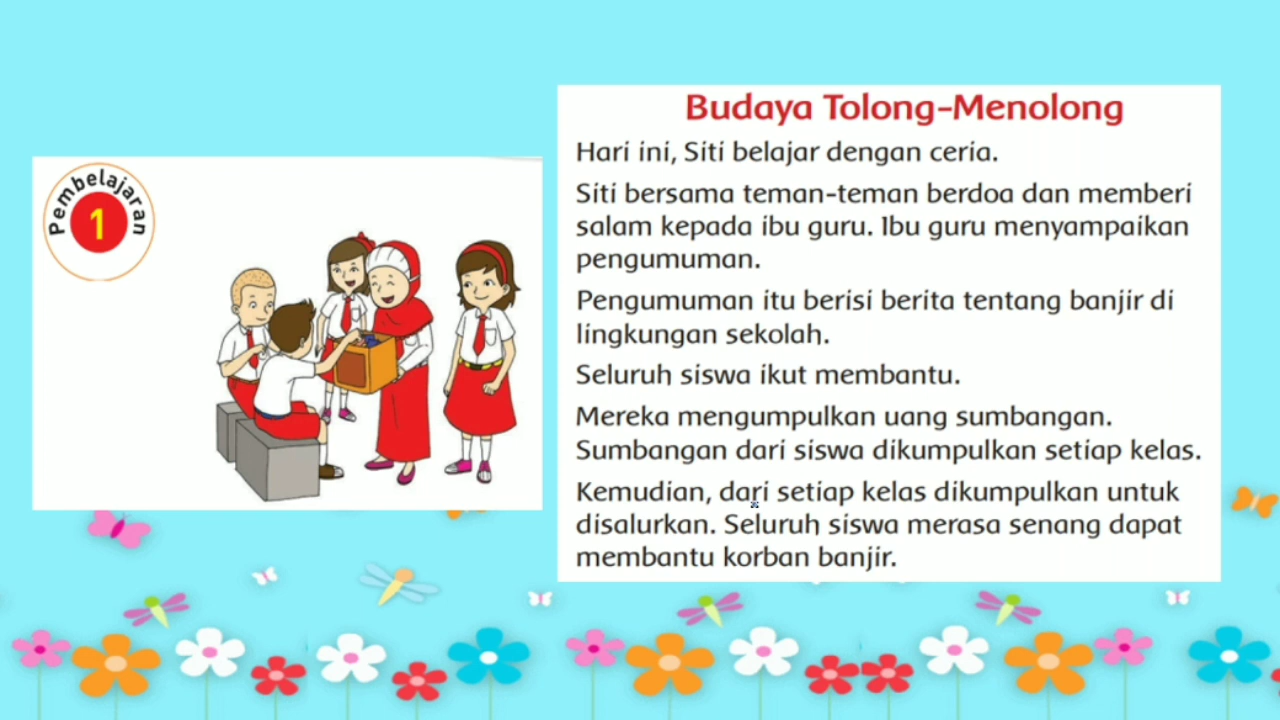 Pembelajaran
1
Budaya Tolong-Menolong
Hari ini, Siti belajar dengan ceria.
Siti bersama teman-teman berdoa dan memberi
salam kepada ibu guru. Ibu guru menyampaikan
pengumuman.
Pengumuman itu berisi berita tentang banjir di
lingkungan sekolah.
Seluruh siswa ikut membantu.
Mereka mengumpulkan uang sumbangan.
Sumbangan dari siswa dikumpulkan setiap kelas.
Kemudian, dari setiap kelas dikumpulkan untuk
disalurkan. Seluruh siswa merasa senang dapat
membantu korban banjir.